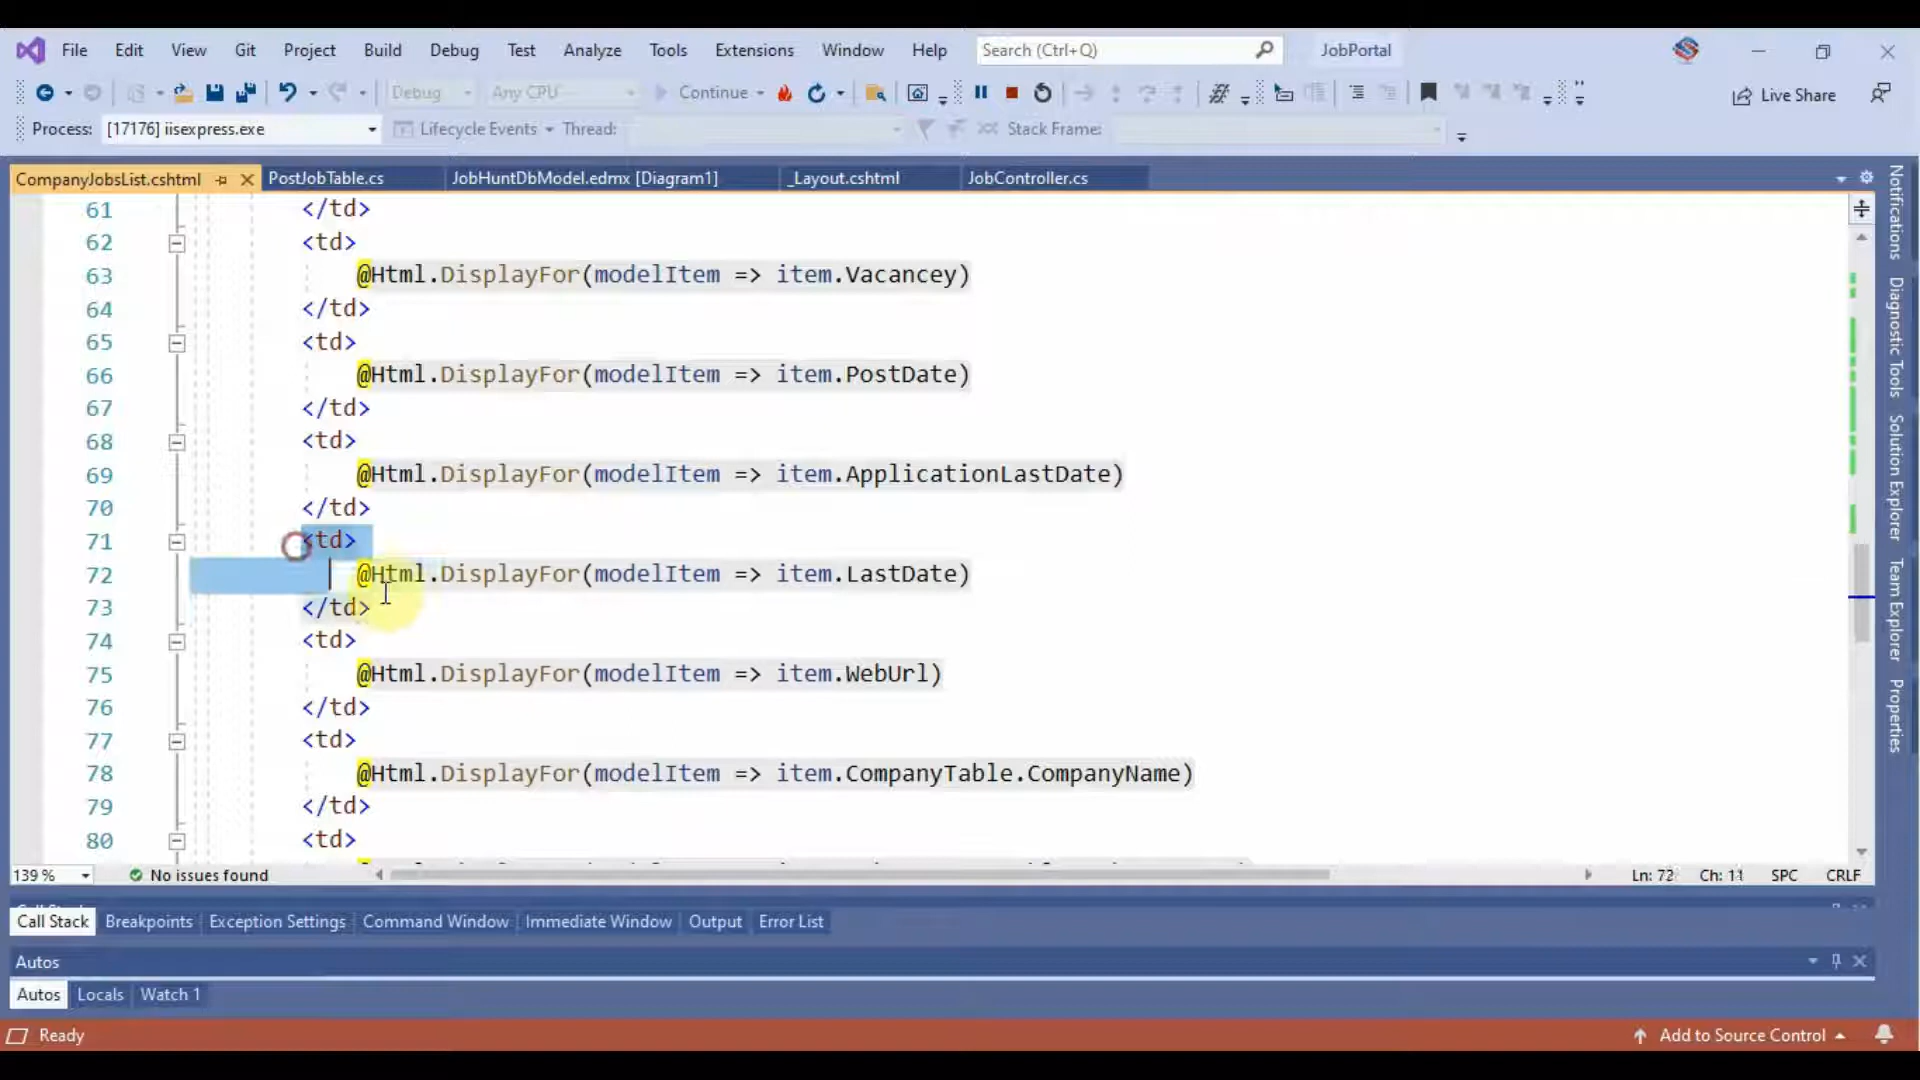 File Edit View Git Project Build Debug Test Analyze Tools Extensions Window Help Search (Ctrl+Q) JobPortal
Debug Any CPU Continue Live Share
Process: [17176] iisexpress.exe Lifecycle Events Thread: Stack Frame:
CompanyJobsList.cshtml PostJobTable.cs JobHuntDbModel.edmx [Diagram1] _Layout.cshtml JobController.cs
61 </td>
62 <td>
63 @Html.DisplayFor(modelItem => item.Vacancey)
64 </td>
65 <td>
66 @Html.DisplayFor(modelItem => item.PostDate)
67 </td>
68 <td>
69 @Html.DisplayFor(modelItem => item.ApplicationLastDate)
70 </td>
71 <td>
72 @Html.DisplayFor(modelItem => item.LastDate)
73 </td>
74 <td>
75 @Html.DisplayFor(modelItem => item.WebUrl)
76 </td>
77 <td>
78 @Html.DisplayFor(modelItem => item.CompanyTable.CompanyName)
79 </td>
80 <td>
139 % No issues found Ln: 72 Ch: 11 SPC CRLF
Call Stack Breakpoints Exception Settings Command Window Immediate Window Output Error List
Autos
Autos Locals Watch 1
Ready Add to Source Control
Notifications
Diagnostic Tools
Solution Explorer
Team Explorer
Properties